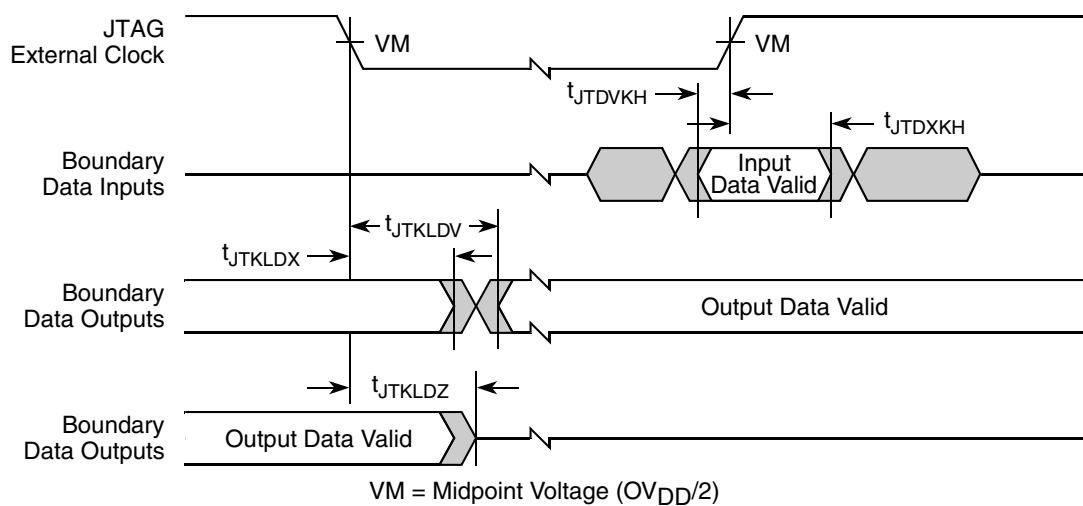 JTAG
External Clock
VM
VM
tJTDVKH
tJTDXKH
Boundary
Data Inputs
Input
Data Valid
tJTKLDV
tJTKLDX
Boundary
Data Outputs
Output Data Valid
tJTKLDZ
Boundary
Data Outputs
Output Data Valid
VM = Midpoint Voltage (OVDD/2)